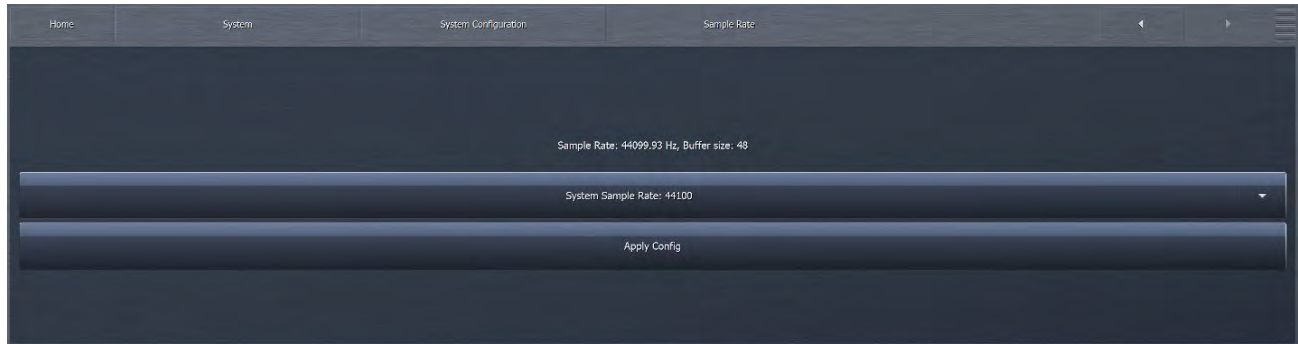 Home System System Configuration Sample Rate
Sample Rate: 44099.93 Hz, Buffer size: 48
System Sample Rate: 44100
Apply Config